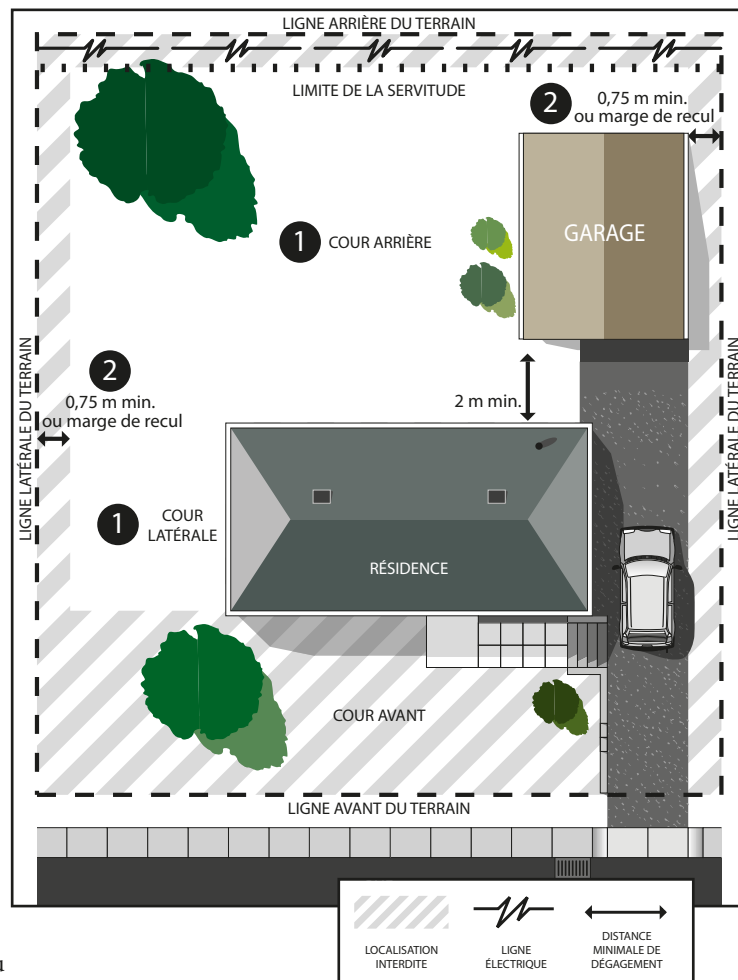 LIGNE ARRIÈRE DU TERRAIN
LIMITE DE LA SERVITUDE
2
0,75 m min.
ou marge de recul
1
COUR ARRIÈRE
GARAGE
LIGNE LATÉRALE DU TERRAIN
2
0,75 m min.
ou marge de recul
2 m min.
LIGNE LATÉRALE DU TERRAIN
1
COUR
LATÉRALE
RÉSIDENCE
COUR AVANT
LIGNE AVANT DU TERRAIN
LOCALISATION
INTERDITE
LIGNE
ÉLECTRIQUE
DISTANCE
MINIMALE DE
DÉGAGEMENT